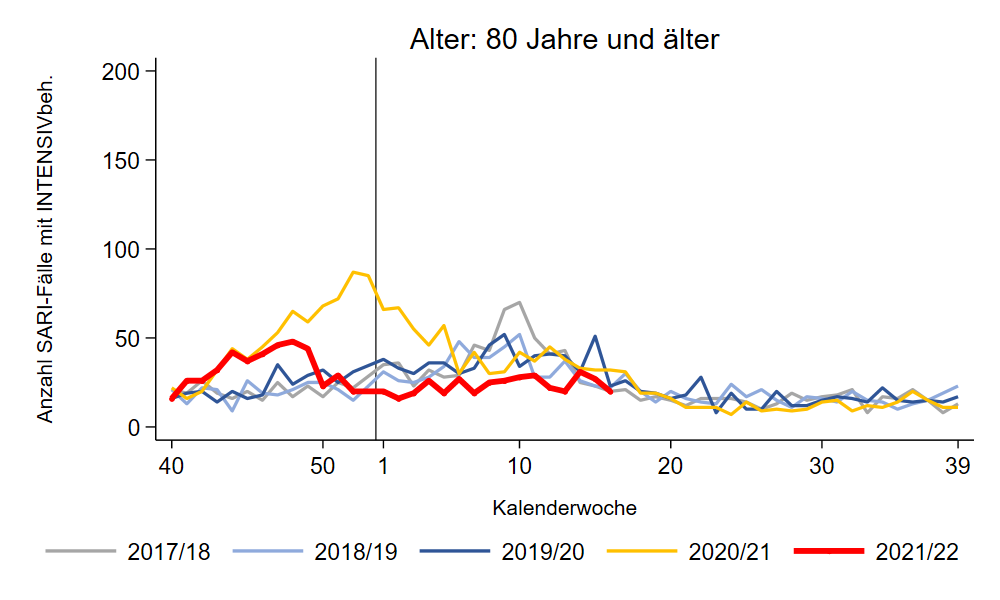 Alter: 80 Jahre und älter
Anzahl SARI-Fälle mit INTENSIVbeh.
200
150
100
50
0
40 50 1 10 20 30 39
Kalenderwoche
2017/18 2018/19 2019/20 2020/21 2021/22